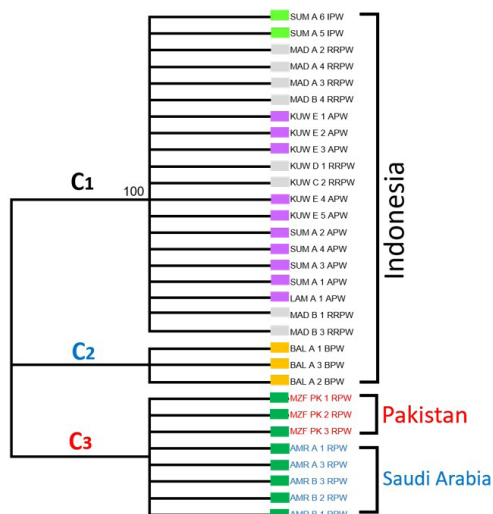 SUM A 6 IPW
SUM A 5 IPW
MAD A 2 RRPW
MAD A 4 RRPW
MAD A 3 RRPW
MAD B 4 RRPW
KUW E 1 APW
KUW E 2 APW
KUW E 3 APW
KUW D 1 RRPW
C1
100
KUW C 2 RRPW
KUW E 4 APW
KUW E 5 APW
SUM A 2 APW
SUM A 4 APW
SUM A 3 APW
SUM A 1 APW
LAM A 1 APW
MAD B 1 RRPW
MAD B 3 RRPW
Indonesia
C2
BAL A 1 BPW
BAL A 3 BPW
BAL A 2 BPW
C3
MZF PK 1 RPW
MZF PK 2 RPW
MZF PK 3 RPW
Pakistan
AMR A 1 RPW
AMR A 3 RPW
AMR B 3 RPW
AMR B 2 RPW
AMR B 1 RPW
Saudi Arabia